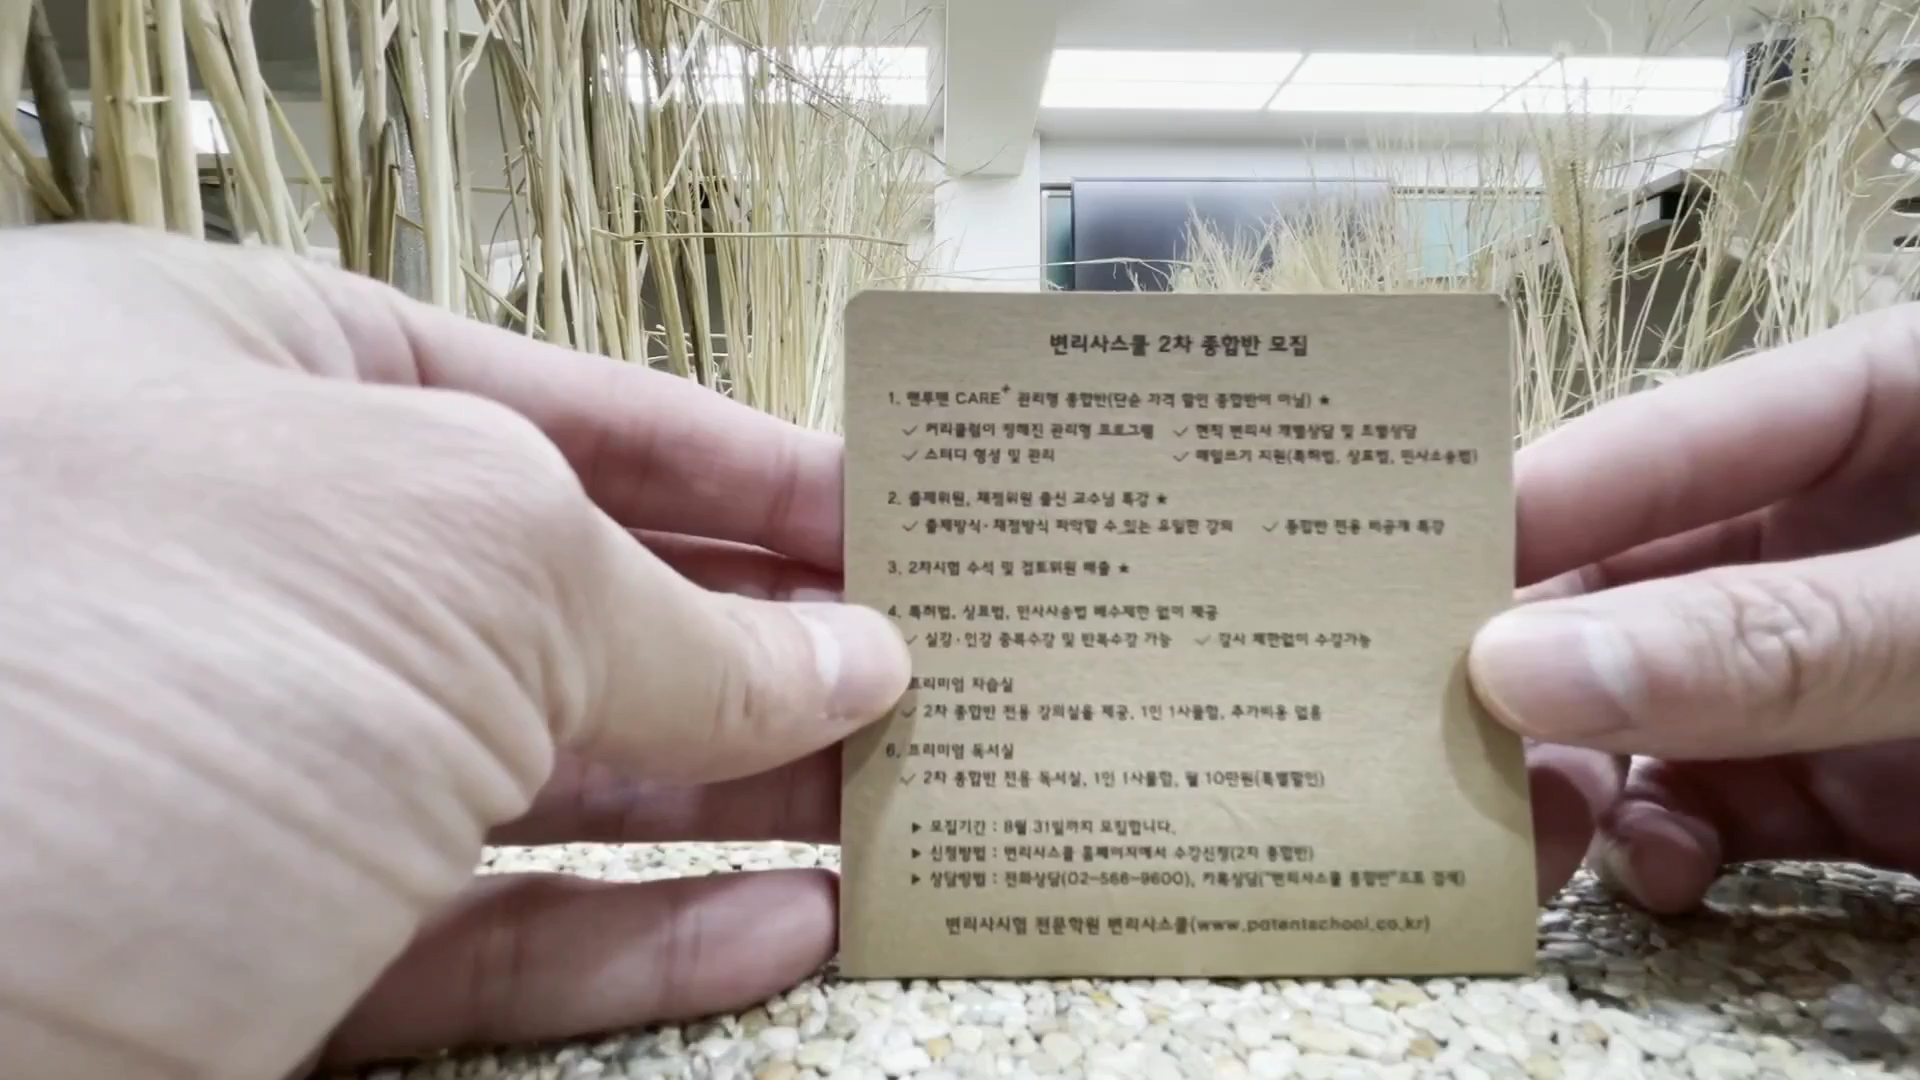 변리사스쿨 2차 종합반 모집
1. 맨투맨 CARE+ 관리형 종합반(단순 가격 할인 종합반이 아님) ★
✓ 커리큘럼이 정해진 관리형 프로그램 ✓ 현직 변리사 개별상담 및 조별상담
✓ 스터디 형성 및 관리 ✓ 매일쓰기 지원(특허법, 상표법, 민사소송법)
2. 출제위원, 채점위원 출신 교수님 특강 ★
✓ 출제방식·채점방식 파악할 수 있는 유일한 강의 ✓ 종합반 전용 비공개 특강
3. 2차시험 수석 및 검토위원 배출 ★
4. 특허법, 상표법, 민사사송법 배수제한 없이 제공
✓ 실강·인강 중복수강 및 반복수강 가능 ✓ 강사 제한없이 수강가능
프리미엄 자습실
✓ 2차 종합반 전용 강의실을 제공, 1인 1사물함, 추가비용 없음
6. 프리미엄 독서실
✓ 2차 종합반 전용 독서실, 1인 1사물함, 월 10만원(특별할인)
▶ 모집기간 : 8월 31일까지 모집합니다.
▶ 신청방법 : 변리사스쿨 홈페이지에서 수강신청(2차 종합반)
▶ 상담방법 : 전화상담(02-566-9600), 카톡상담("변리사스쿨 종합반"으로 검색)
변리사시험 전문학원 변리사스쿨(www.patentschool.co.kr)